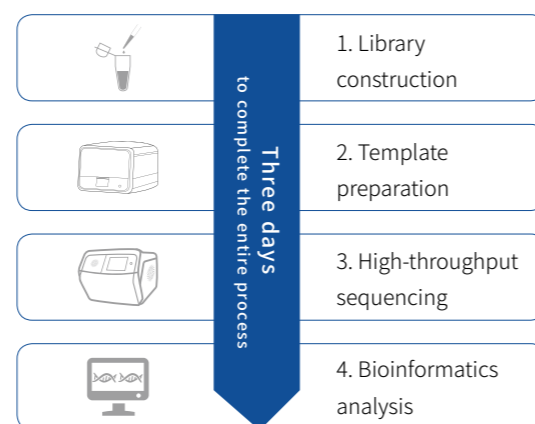 1. Library
construction
2. Template
preparation
Three days
to complete the entire process
3. High-throughput
sequencing
4. Bioinformatics
analysis